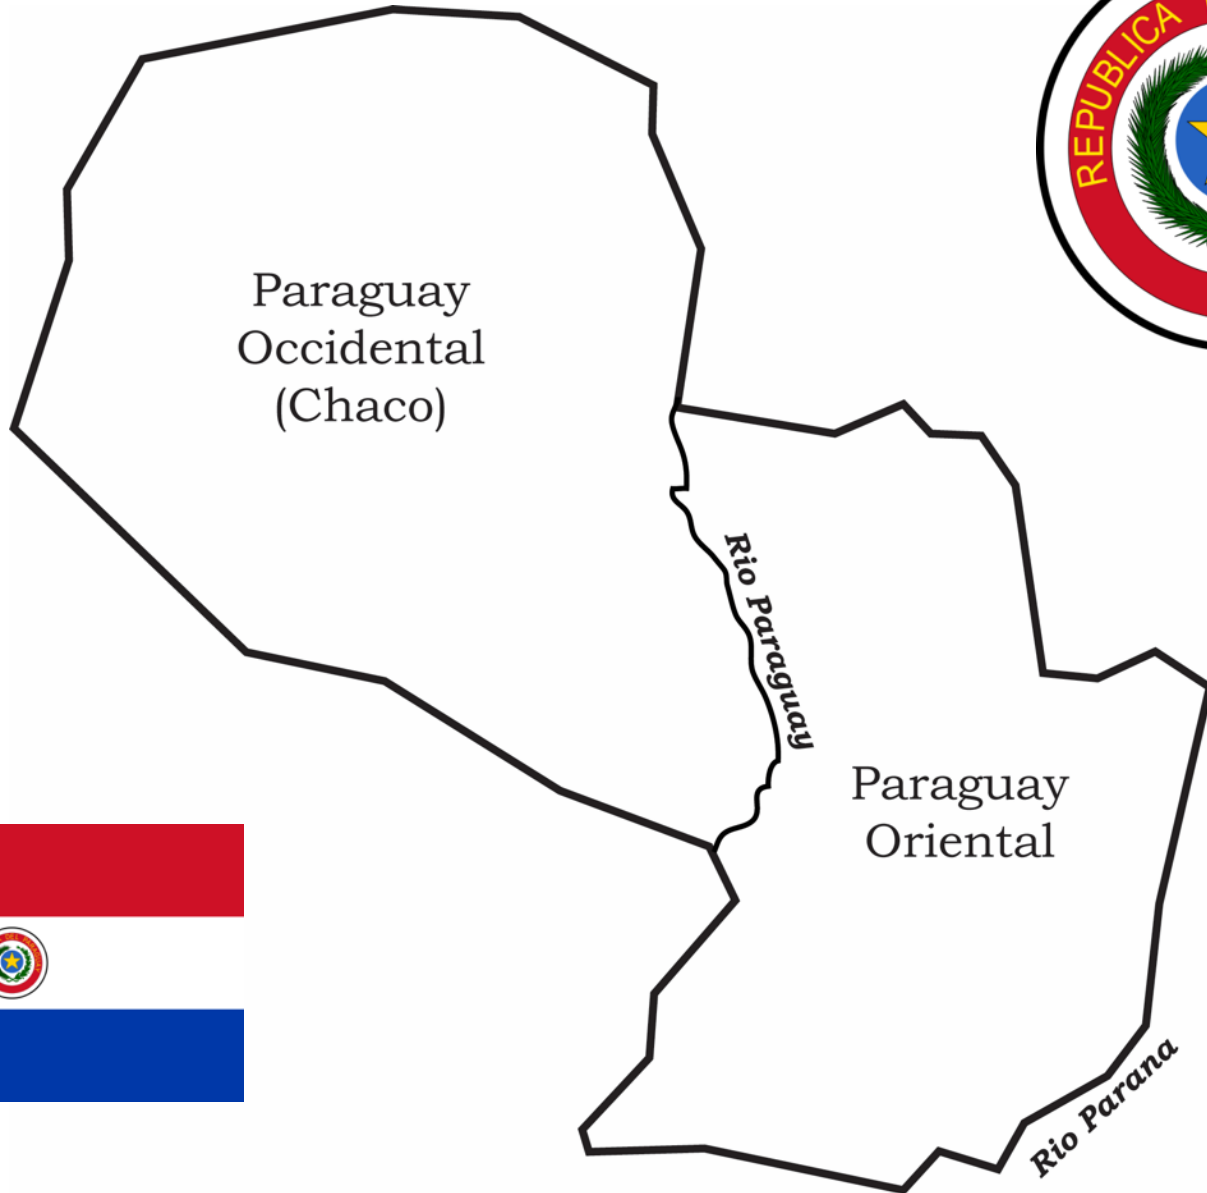 REPUBLICA
Paraguay
Occidental
(Chaco)
Rio Paraguay
Paraguay
Oriental
Rio Parana